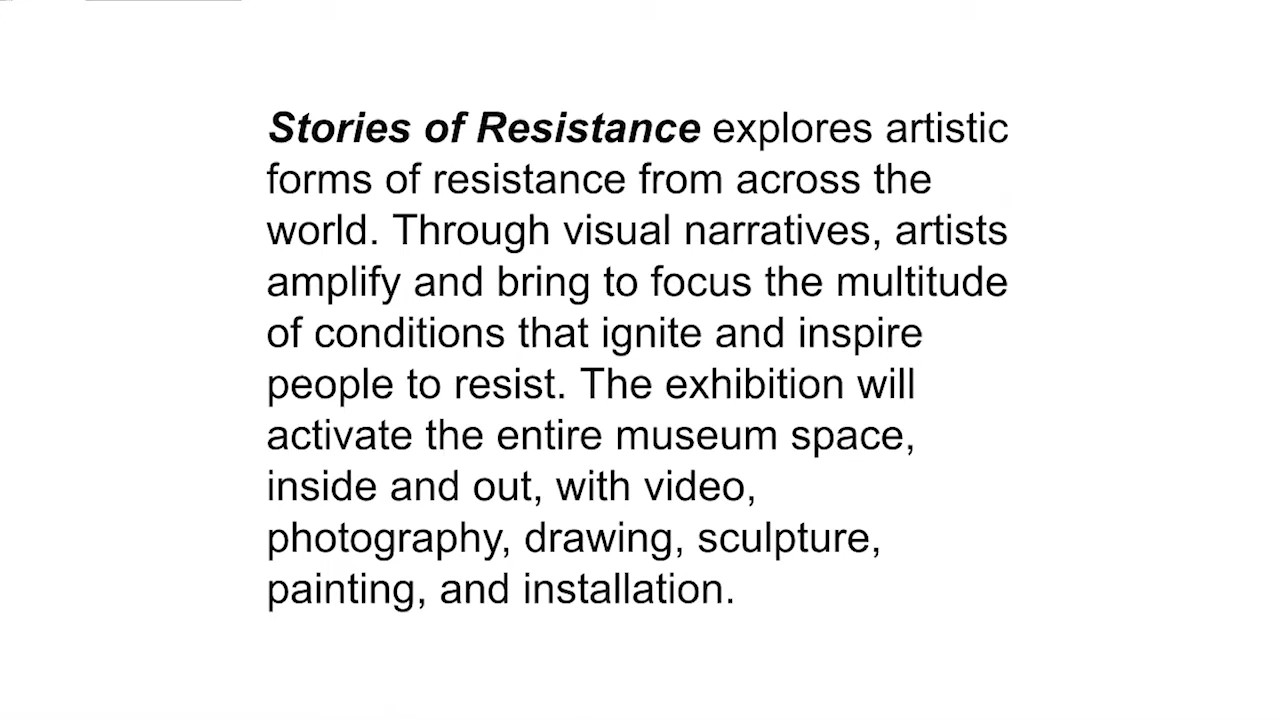 Stories of Resistance explores artistic
forms of resistance from across the
world. Through visual narratives, artists
amplify and bring to focus the multitude
of conditions that ignite and inspire
people to resist. The exhibition will
activate the entire museum space,
inside and out, with video,
photography, drawing, sculpture,
painting, and installation.